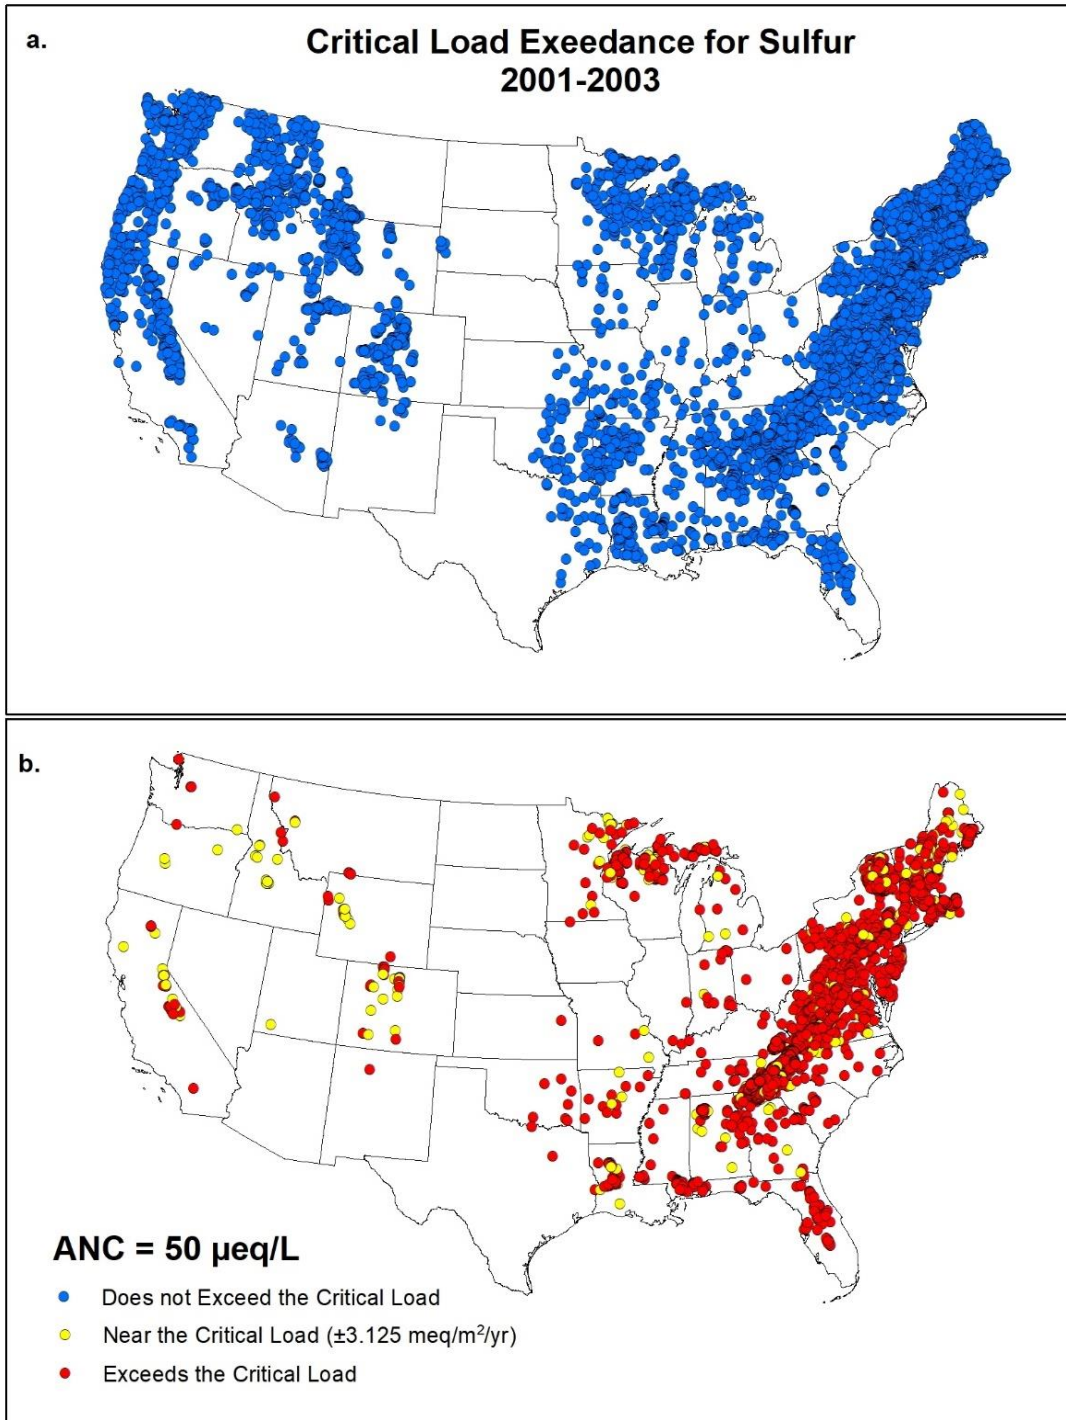 a.
Critical Load Exeedance for Sulfur
2001-2003
b.
ANC = 50 µeq/L
Does not Exceed the Critical Load
Near the Critical Load (±3.125 meq/m²/yr)
Exceeds the Critical Load